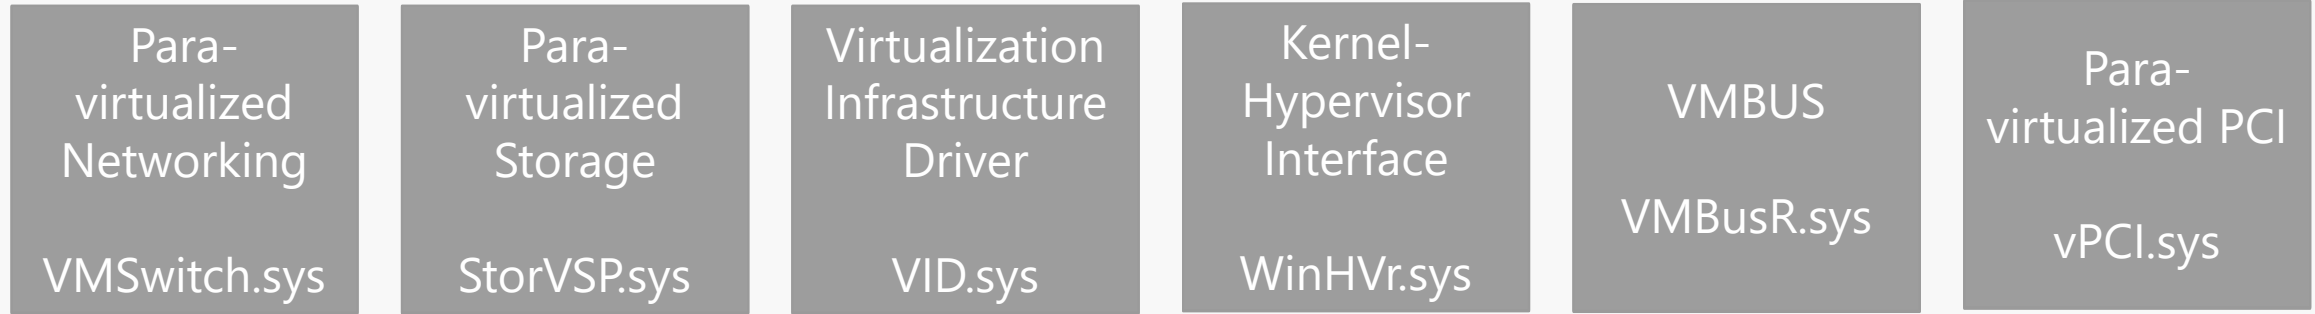 Para-
virtualized
Networking
VMSwitch.sys
Para-
virtualized
Storage
StorVSP.sys
Virtualization
Infrastructure
Driver
VID.sys
Kernel-
Hypervisor
Interface
WinHVr.sys
VMBUS
VMBusR.sys
Para-
virtualized PCI
vPCI.sys